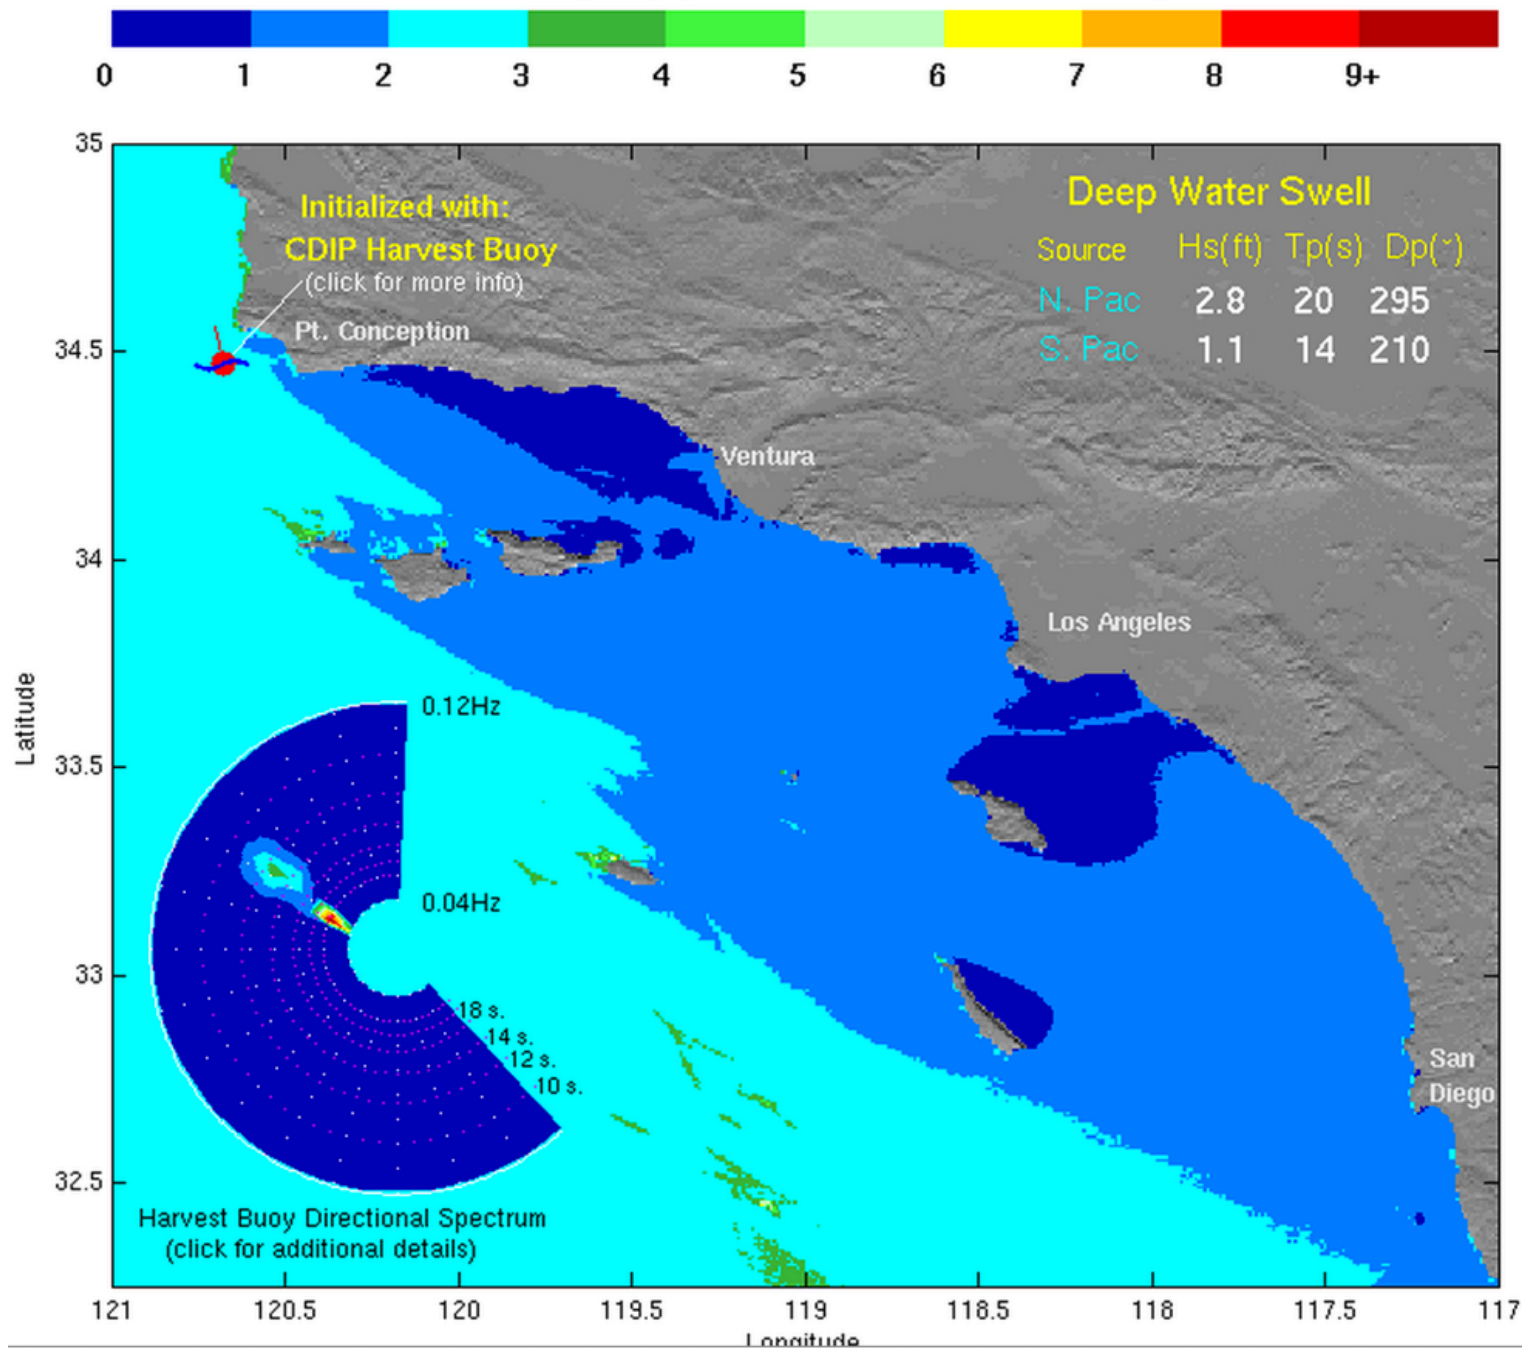 0 1 2 3 4 5 6 7 8 9+
35
Initialized with:
CDIP Harvest Buoy
(click for more info)
Pt. Conception
Deep Water Swell
Source Hs(ft) Tp(s) Dp(˘)
N. Pac 2.8 20 295
S. Pac 1.1 14 210
34.5
Ventura
34
Los Angeles
Latitude
33.5
0.12Hz
0.04Hz
33
18 s.
14 s.
12 s.
10 s.
San
Diego
32.5
Harvest Buoy Directional Spectrum
(click for additional details)
121 120.5 120 119.5 119 118.5 118 117.5 117
Longitude